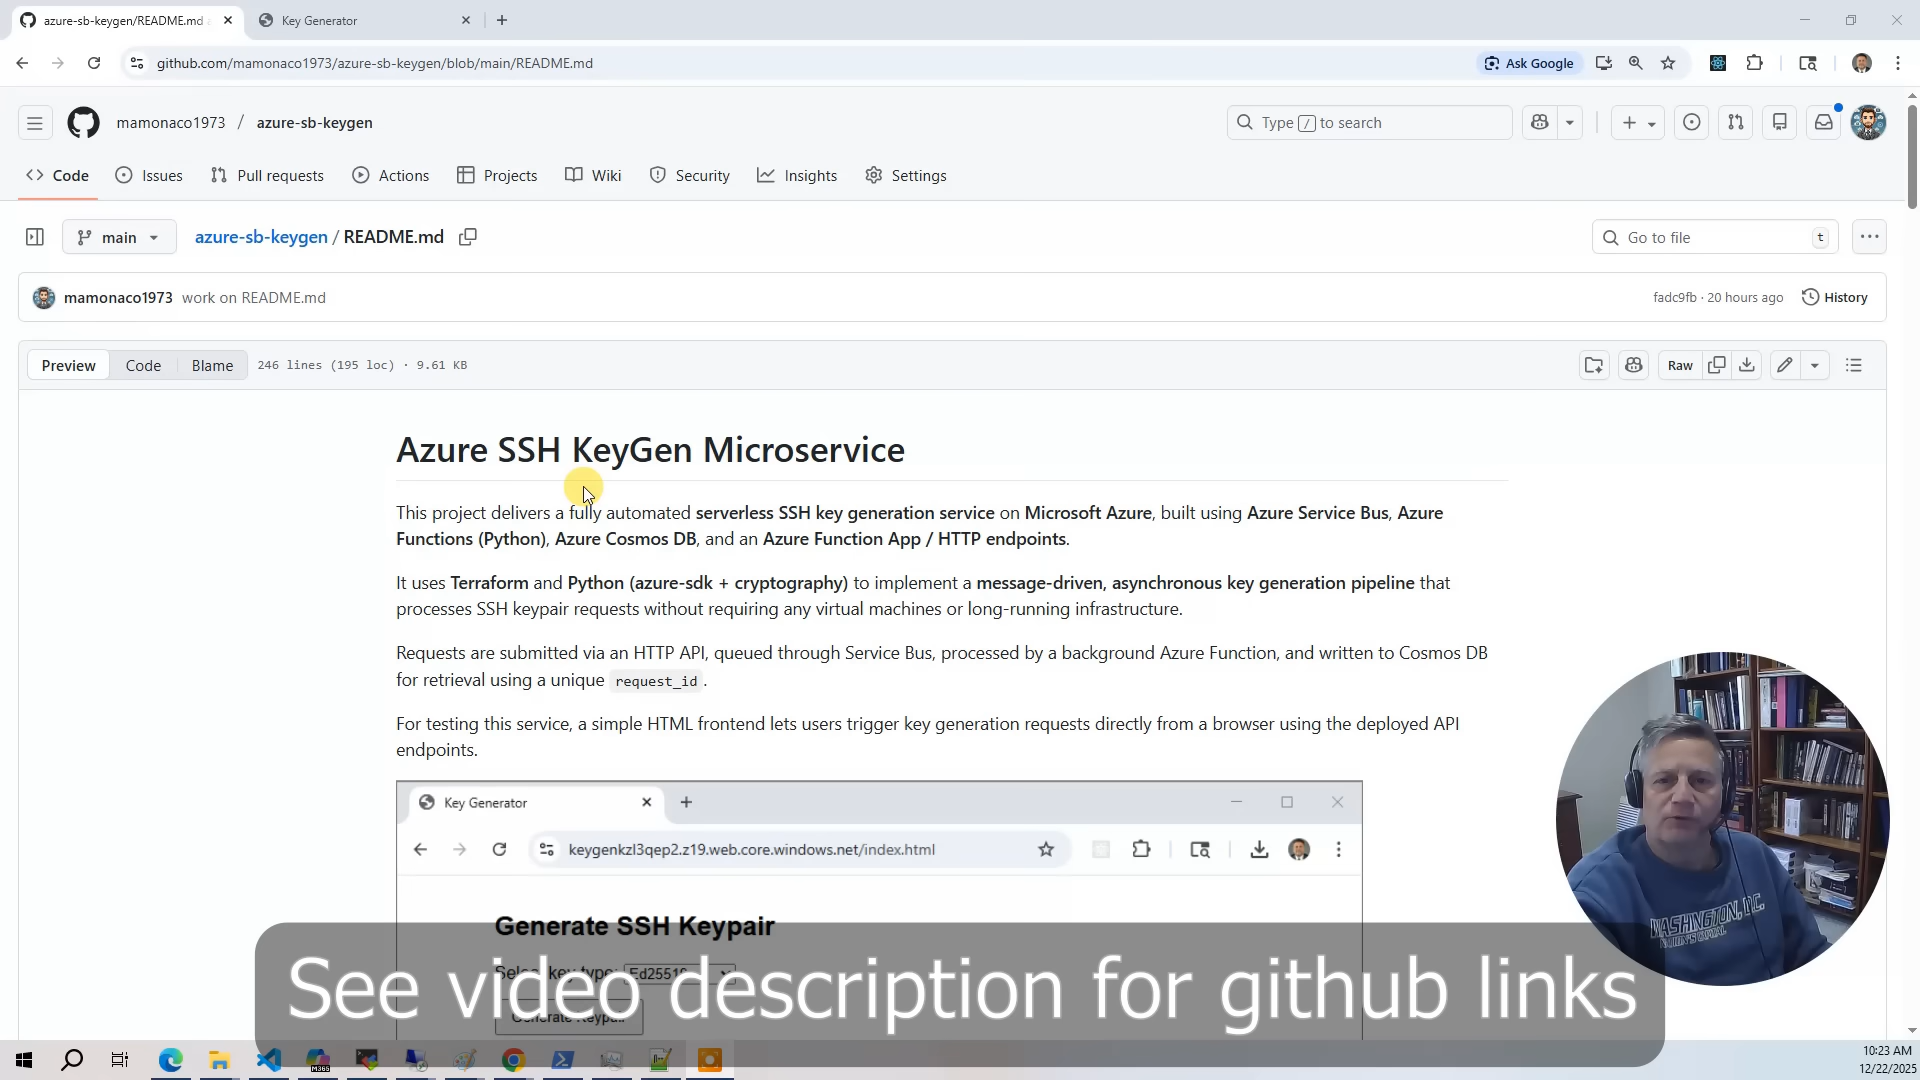 azure-sb-keygen/README.md
Key Generator
github.com/mamonaco1973/azure-sb-keygen/blob/main/README.md
Ask Google
mamonaco1973 / azure-sb-keygen
Type / to search
Code
Issues
Pull requests
Actions
Projects
Wiki
Security
Insights
Settings
main
azure-sb-keygen / README.md
Go to file
t
mamonaco1973 work on README.md
fadc9fb · 20 hours ago
History
Preview
Code
Blame
246 lines (195 loc) · 9.61 KB
Raw
Azure SSH KeyGen Microservice
This project delivers a fully automated serverless SSH key generation service on Microsoft Azure, built using Azure Service Bus, Azure
Functions (Python), Azure Cosmos DB, and an Azure Function App / HTTP endpoints.
It uses Terraform and Python (azure-sdk + cryptography) to implement a message-driven, asynchronous key generation pipeline that
processes SSH keypair requests without requiring any virtual machines or long-running infrastructure.
Requests are submitted via an HTTP API, queued through Service Bus, processed by a background Azure Function, and written to Cosmos DB
for retrieval using a unique request_id.
For testing this service, a simple HTML frontend lets users trigger key generation requests directly from a browser using the deployed API
endpoints.
Key Generator
keygenkzl3qep2.z19.web.core.windows.net/index.html
Generate SSH Keypair
Select key type: Ed25519
Generate Keypair
See video description for github links
WASHINGTON, D.C.
M365
10:23 AM
12/22/2025